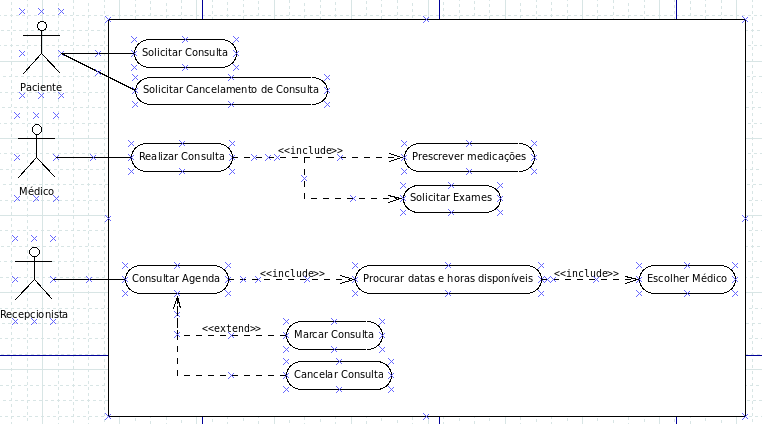 Solicitar Consulta
Paciente
Solicitar Cancelamento de Consulta
Médico
Realizar Consulta
<<include>>
Prescrever medicações
Solicitar Exames
Recepcionista
Consultar Agenda
<<include>>
Procurar datas e horas disponíveis
<<include>>
Escolher Médico
<<extend>>
Marcar Consulta
Cancelar Consulta